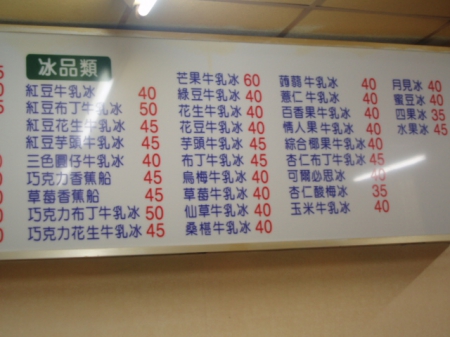 冰品類
紅豆牛乳冰 40
紅豆布丁牛乳冰 50
紅豆花生牛乳冰 45
紅豆芋頭牛乳冰 45
三色圓仔牛乳冰 40
巧克力香蕉船 45
草莓香蕉船 45
巧克力布丁牛乳冰 50
巧克力花生牛乳冰 45
芒果牛乳冰 60
綠豆牛乳冰 40
花生牛乳冰 40
花豆牛乳冰 40
芋頭牛乳冰 45
布丁牛乳冰 45
烏梅牛乳冰 40
草莓牛乳冰 40
仙草牛乳冰 40
桑椹牛乳冰 40
蒟蒻牛乳冰 40
薏仁牛乳冰 40
百香果牛乳冰 40
情人果牛乳冰 40
綜合椰果牛乳冰 40
杏仁布丁牛乳冰 45
可爾必思冰 40
杏仁酸梅冰 35
玉米牛乳冰 40
月見冰 40
蜜豆冰 40
四果冰 35
水果冰 45